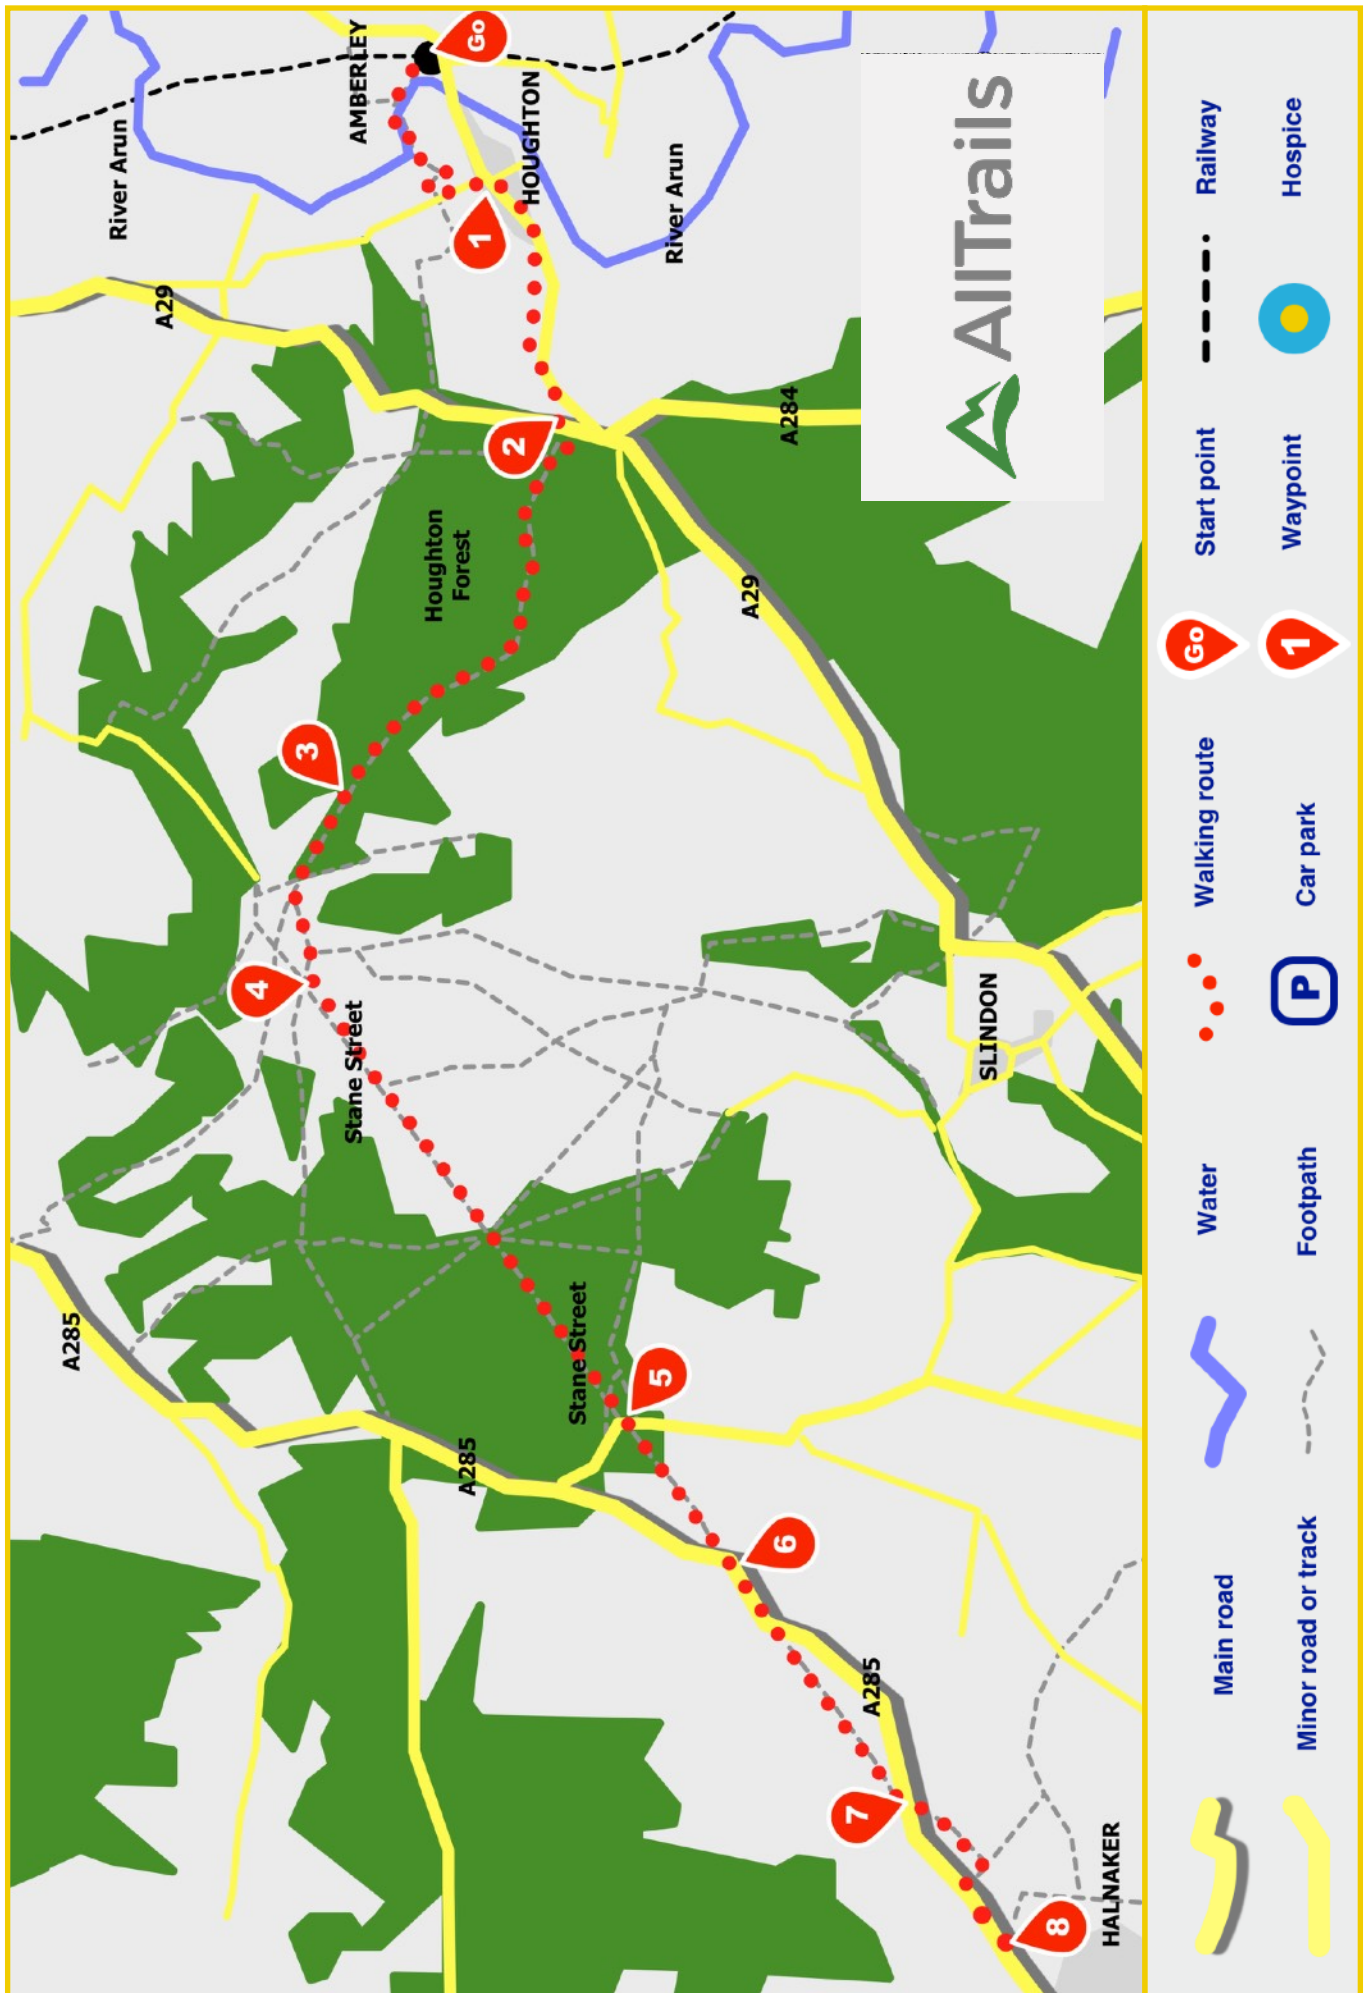 A285
River Arun
A29
4
3
Stane Street
AMBERLEY
Houghton
Forest
A285
Go
1
2
HOUGHTON
Stane Street
5
River Arun
A29
6
A284
7
A285
AllTrails
SLINDON
8
HALNAKER
Main road
Water
Walking route
Go
Start point
Railway
Minor road or track
Footpath
P
Car park
1
Waypoint
Hospice